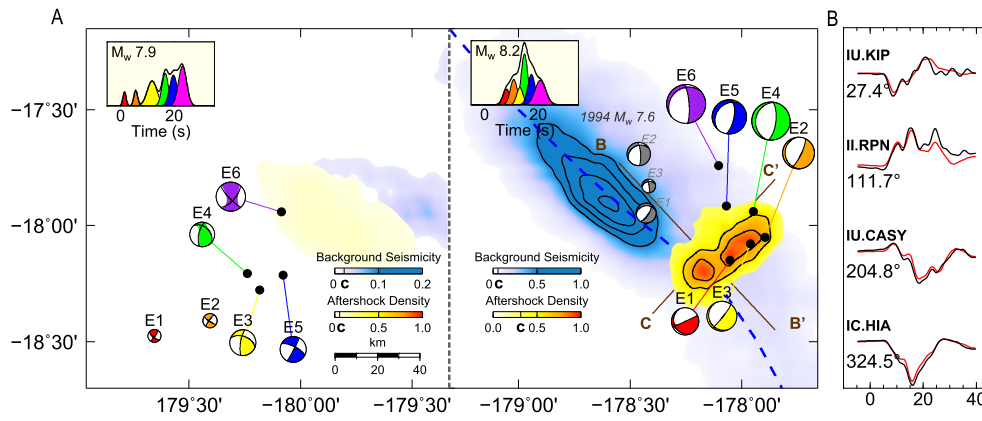 A
B
M_w 7.9
0 20
Time (s)
M_w 8.2
0 20
Time (s)
1994 M_w 7.6
E6
E5
E4
E2
B
E2
E3
E1
C'
E6
E4
E2
E1
E3
E5
E1
E3
C
B'
Background Seismicity
0 C 0.1 0.2
Aftershock Density
0 C 0.5 1.0
km
0 20 40
Background Seismicity
0.0 C 0.5 1.0
Aftershock Density
0.0 C 0.5 1.0
−17°30'
−18°00'
−18°30'
179°30' −180°00' −179°30' −179°00' −178°30' −178°00'
IU.KIP
27.4°
II.RPN
111.7°
IU.CASY
204.8°
IC.HIA
324.5°
0 20 40